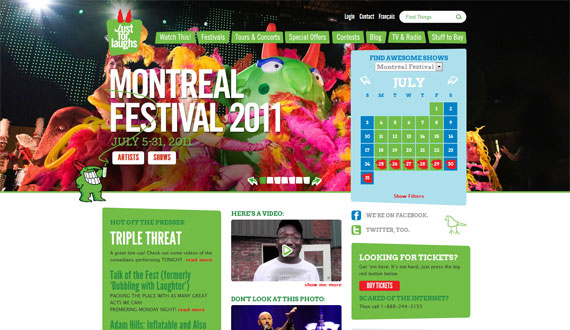 Login Contact Français Find Things
Just
for
laughs
Watch This! Festivals Tours & Concerts Special Offers Contests Blog TV & Radio Stuff to Buy
MONTREAL
FESTIVAL 2011
JULY 5-31, 2011
ARTISTS SHOWS
FIND AWESOME SHOWS
Montreal Festival
JULY
S M T W T F S
1 2
3 4 5 6 7 8 9
10 11 12 13 14 15 16
17 18 19 20 21 22 23
24 25 26 27 28 29 30
31
Show Filters
WE'RE ON FACEBOOK.
TWITTER, TOO.
HOT OFF THE PRESSER:
TRIPLE THREAT
A great line-up! Check out some videos of the
comedians performing TONIGHT. read more
Talk of the Fest (formerly
'Bubbling with Laughter')
PACKING THE PLACE WITH AS MANY GREAT
ACTS WE CAN!
PREMIERING MONDAY NIGHT! read more
Adam Hills: Inflatable and Also
HERE'S A VIDEO:
show me more
DON'T LOOK AT THIS PHOTO:
LOOKING FOR TICKETS?
Get 'em here. It's not hard, just press the big
red button below.
BUY TICKETS
SCARED OF THE INTERNET?
Then call 1-888-244-3155